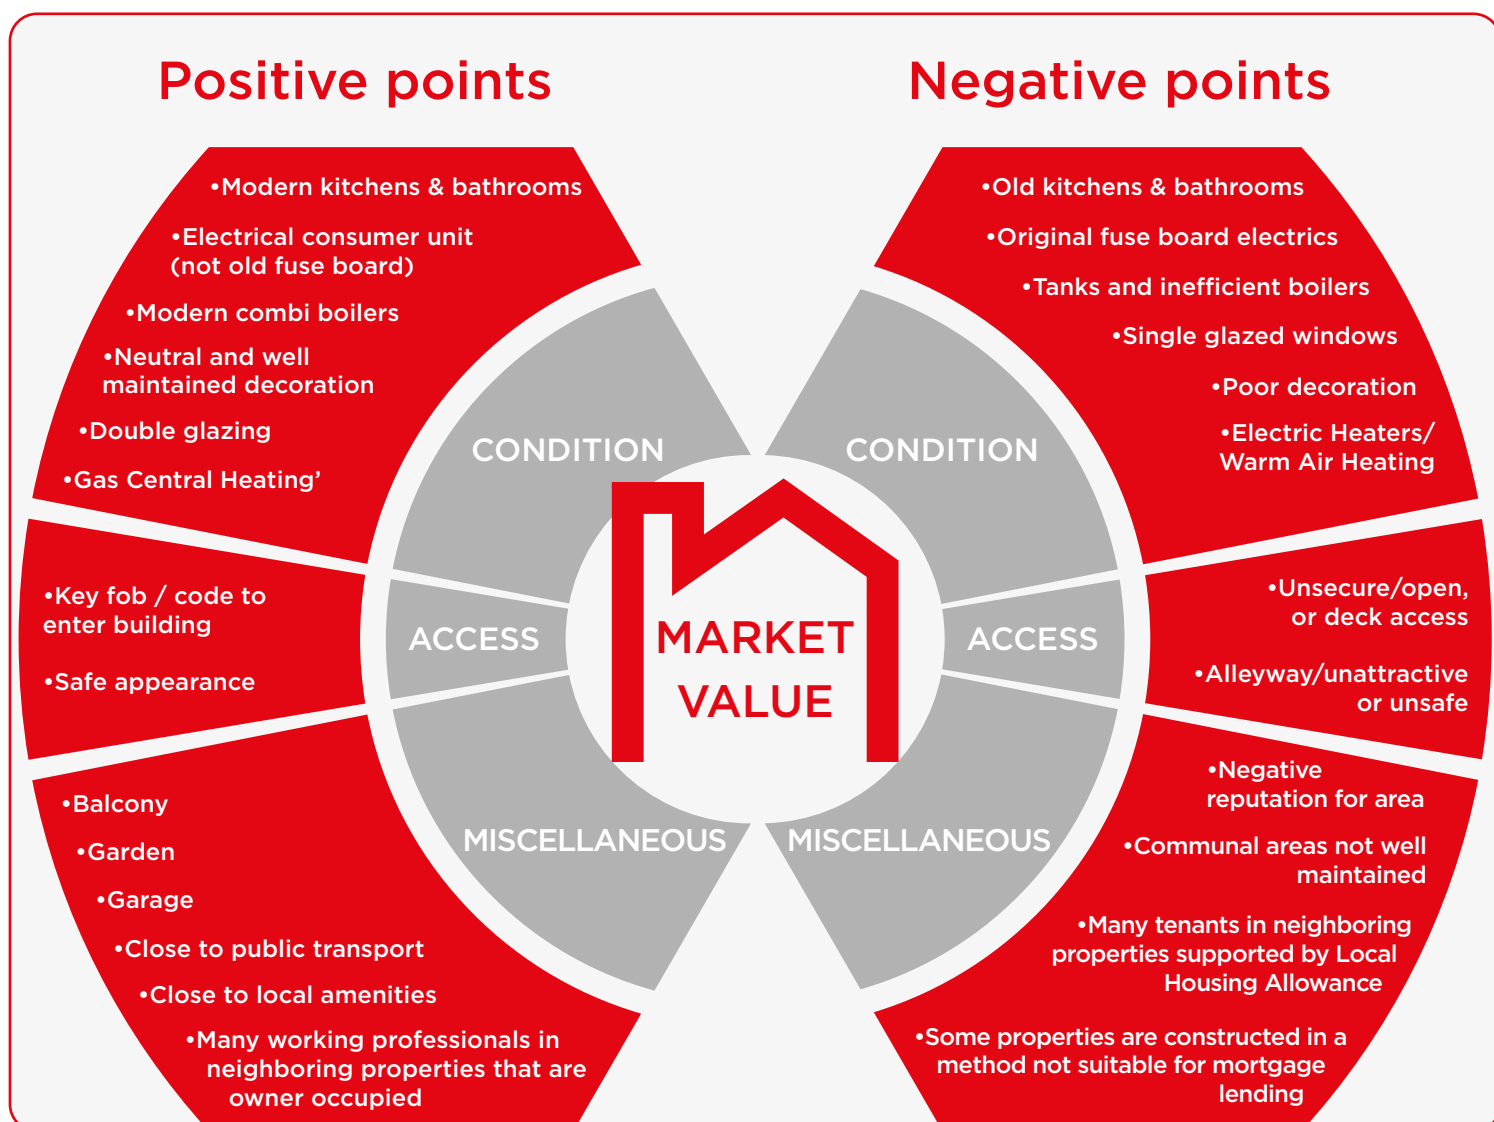 Positive points
•Modern kitchens & bathrooms
•Electrical consumer unit
(not old fuse board)
•Modern combi boilers
•Neutral and well
maintained decoration
•Double glazing
•Gas Central Heating’
CONDITION
•Key fob / code to
enter building
•Safe appearance
ACCESS
•Balcony
•Garden
•Garage
•Close to public transport
•Close to local amenities
•Many working professionals in
neighboring properties that are
owner occupied
MISCELLANEOUS
MARKET
VALUE
Negative points
•Old kitchens & bathrooms
•Original fuse board electrics
•Tanks and inefficient boilers
•Single glazed windows
•Poor decoration
•Electric Heaters/
Warm Air Heating
CONDITION
•Unsecure/open,
or deck access
•Alleyway/unattractive
or unsafe
ACCESS
•Negative
reputation for area
•Communal areas not well
maintained
•Many tenants in neighboring
properties supported by Local
Housing Allowance
•Some properties are constructed in a
method not suitable for mortgage
lending
MISCELLANEOUS